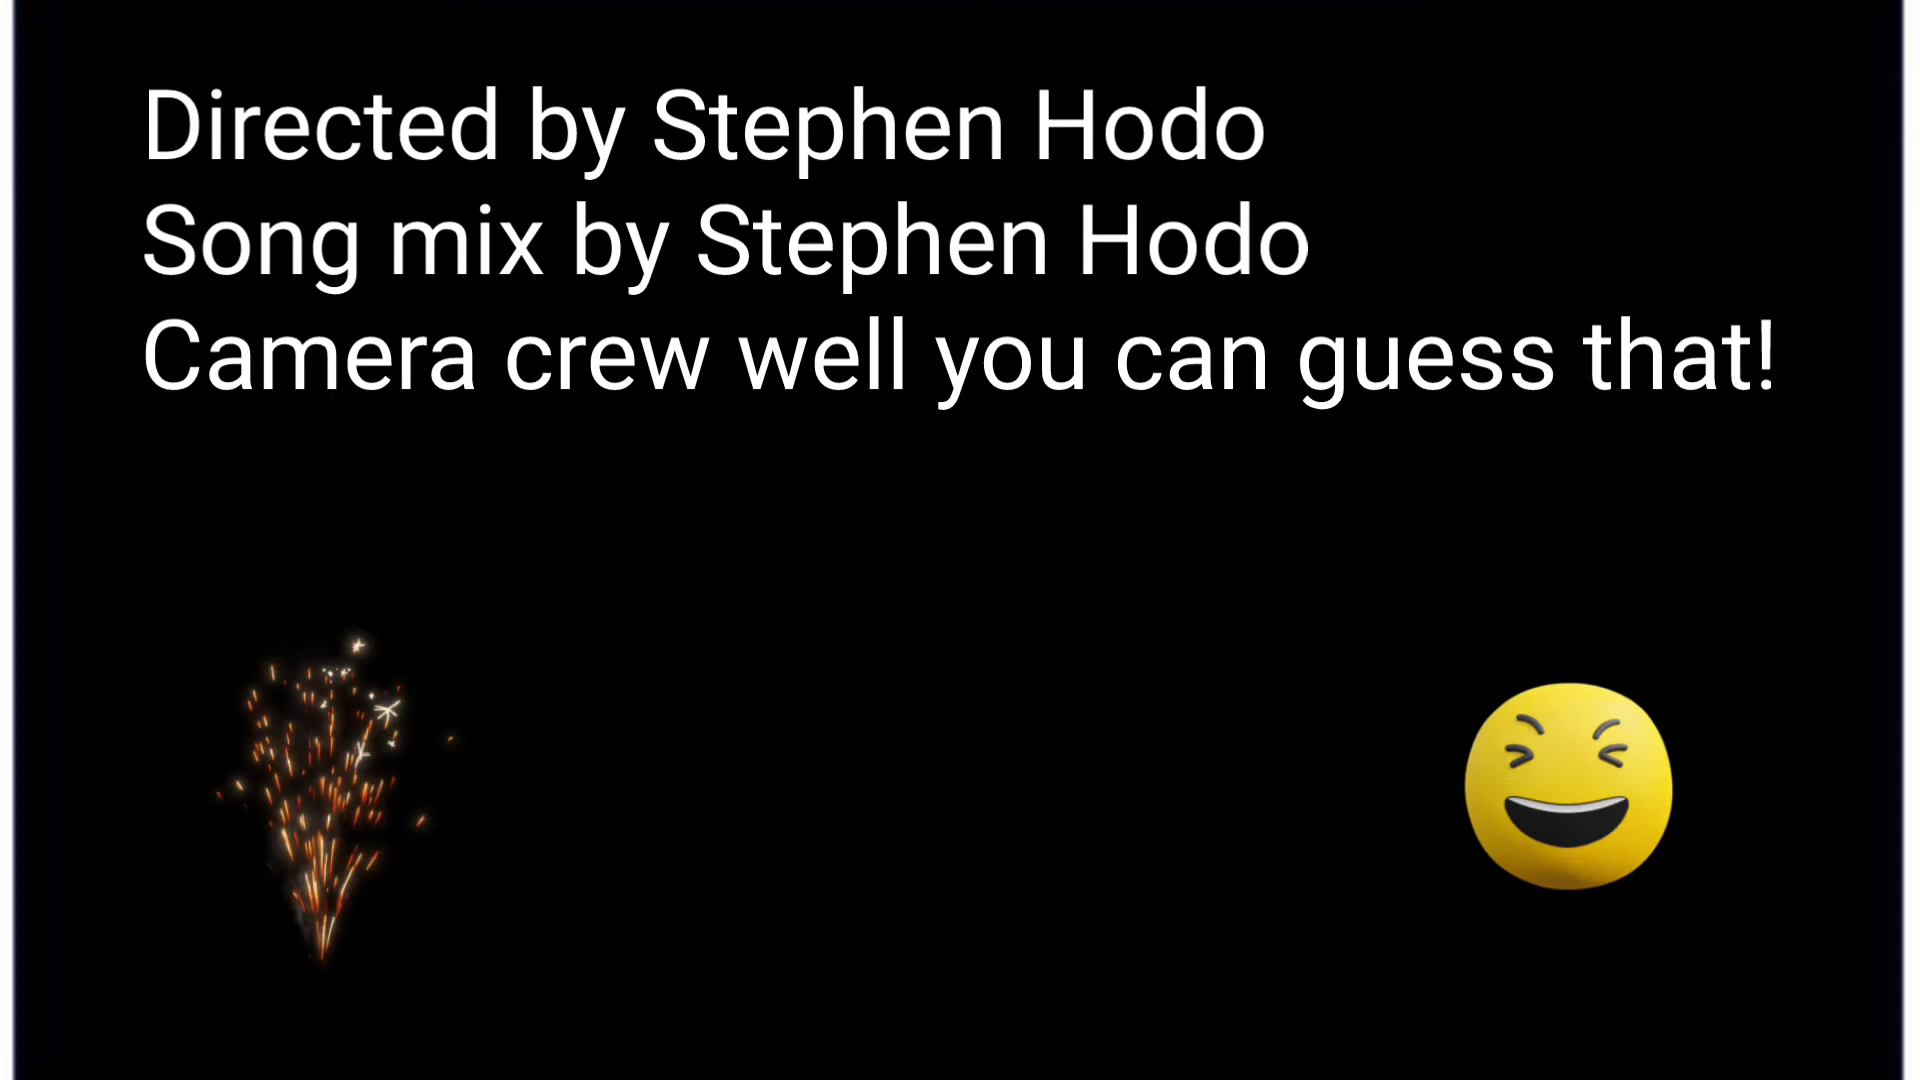 Directed by Stephen Hodo
Song mix by Stephen Hodo
Camera crew well you can guess that!